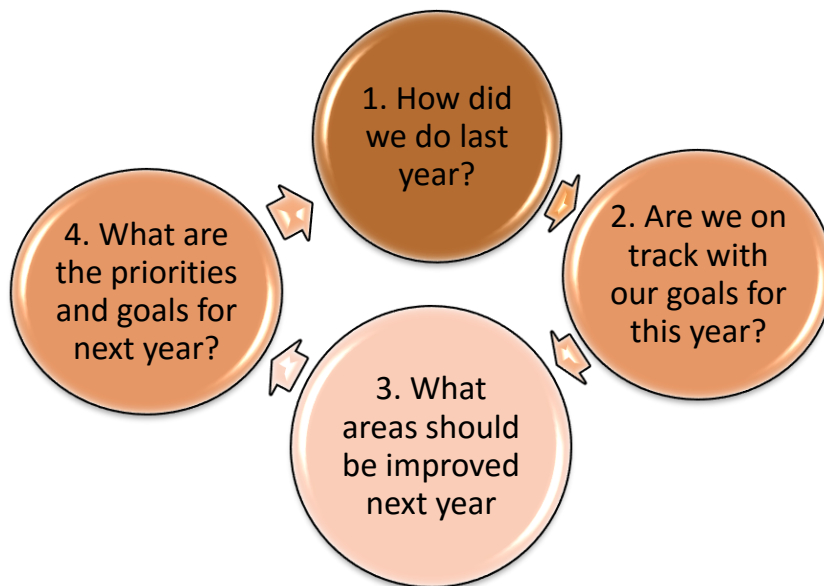 1. How did
we do last
year?
2. Are we on
track with
our goals for
this year?
3. What
areas should
be improved
next year
4. What are
the priorities
and goals for
next year?